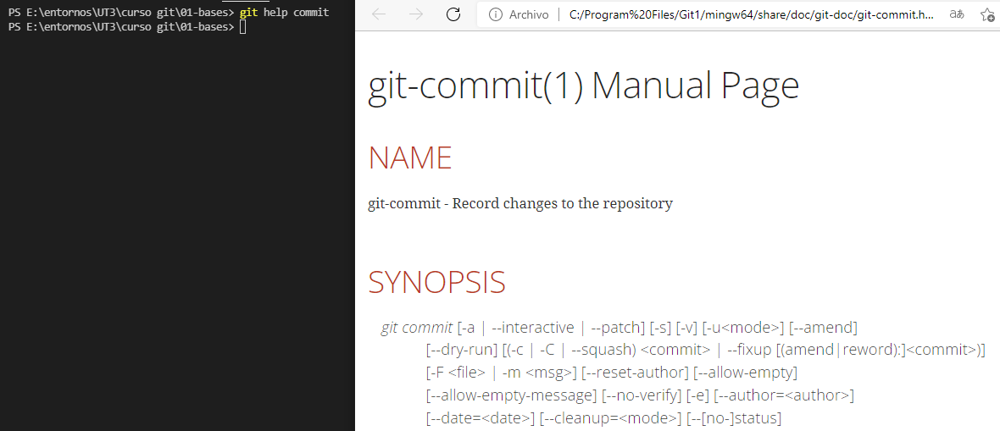 PS E:\entornos\UT3\curso git\01-bases> git help commit
PS E:\entornos\UT3\curso git\01-bases>
Archivo | C:/Program%20Files/Git1/mingw64/share/doc/git-doc/git-commit.h... aあ
git-commit(1) Manual Page
NAME
git-commit - Record changes to the repository
SYNOPSIS
git commit [-a | --interactive | --patch] [-s] [-v] [-u<mode>] [--amend]
[--dry-run] [(-c | -C | --squash) <commit> | --fixup [(amend|reword):]<commit>)]
[-F <file> | -m <msg>] [--reset-author] [--allow-empty]
[--allow-empty-message] [--no-verify] [-e] [--author=<author>]
[--date=<date>] [--cleanup=<mode>] [--[no-]status]